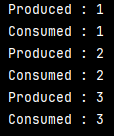 Produced : 1
Consumed : 1
Produced : 2
Consumed : 2
Produced : 3
Consumed : 3